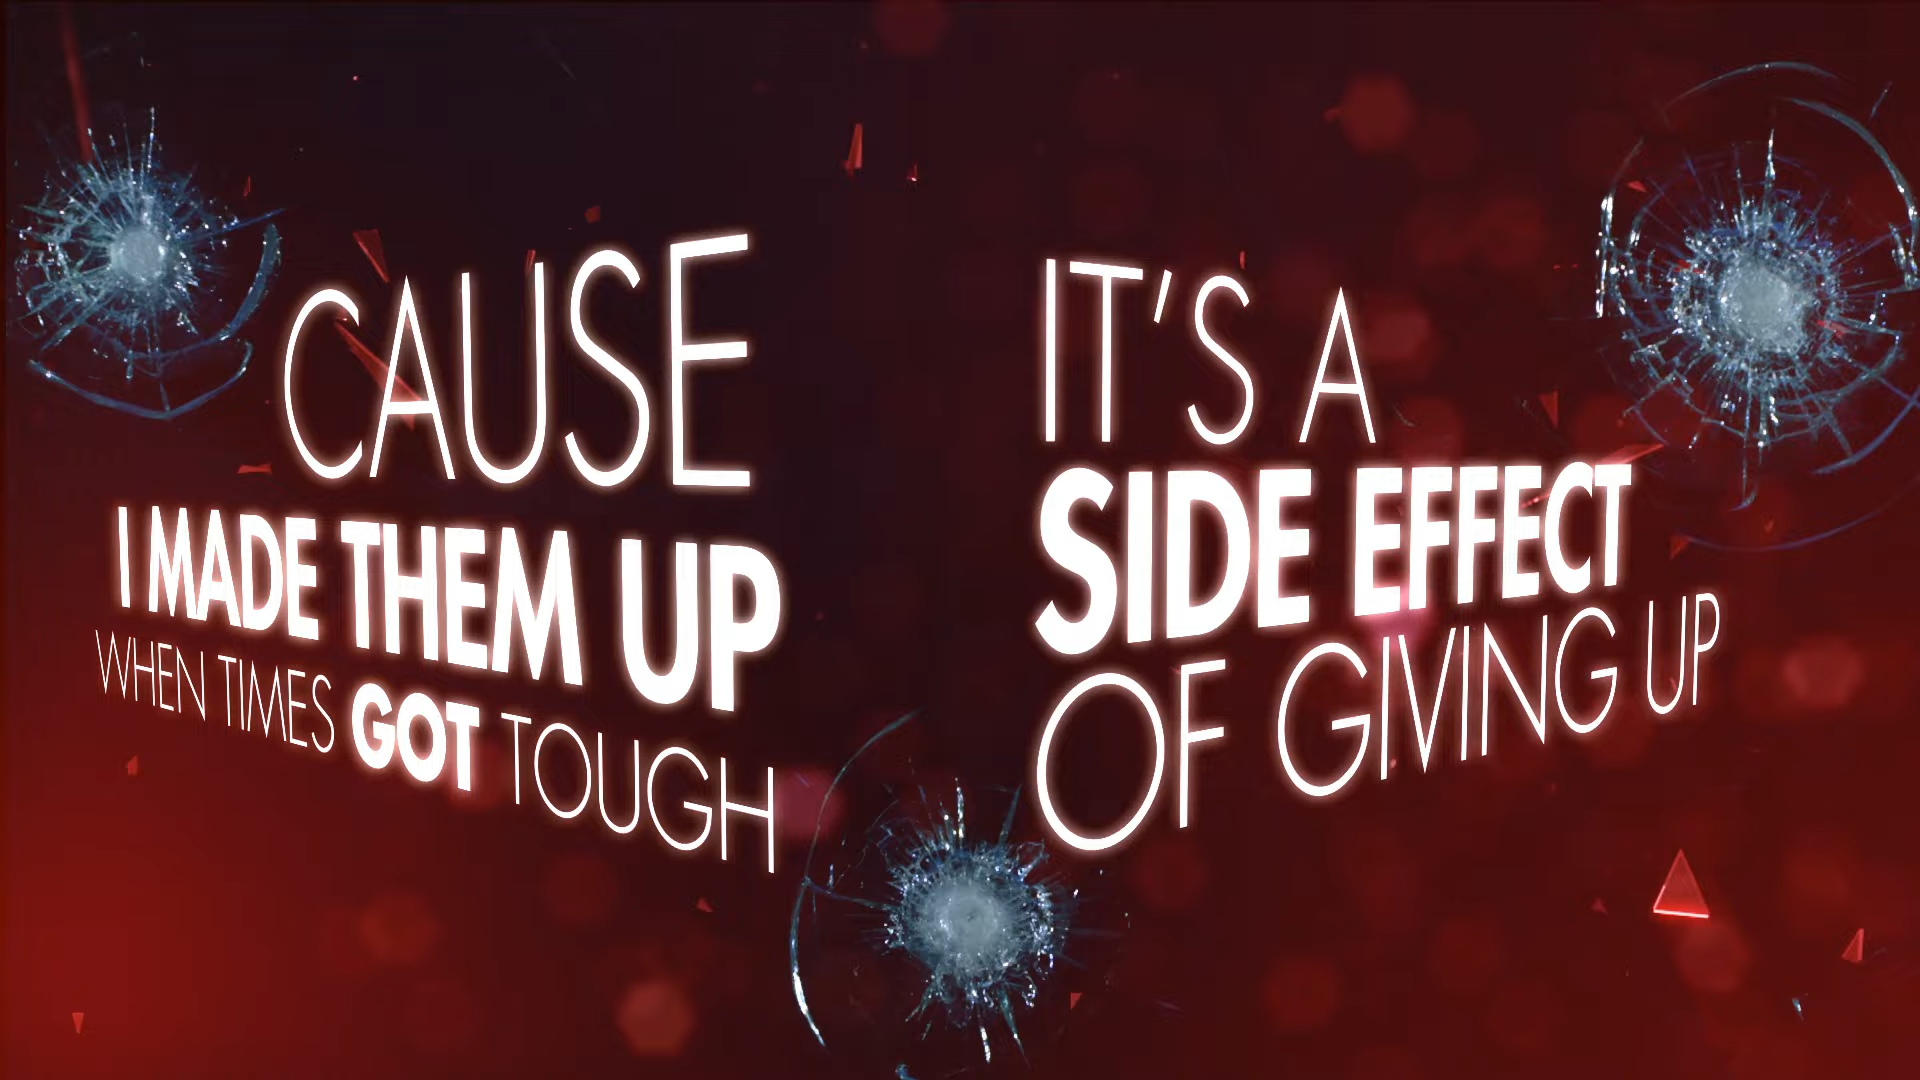 CAUSE
I MADE THEM UP
WHEN TIMES GOT TOUGH
IT'S A
SIDE EFFECT
OF GIVING UP